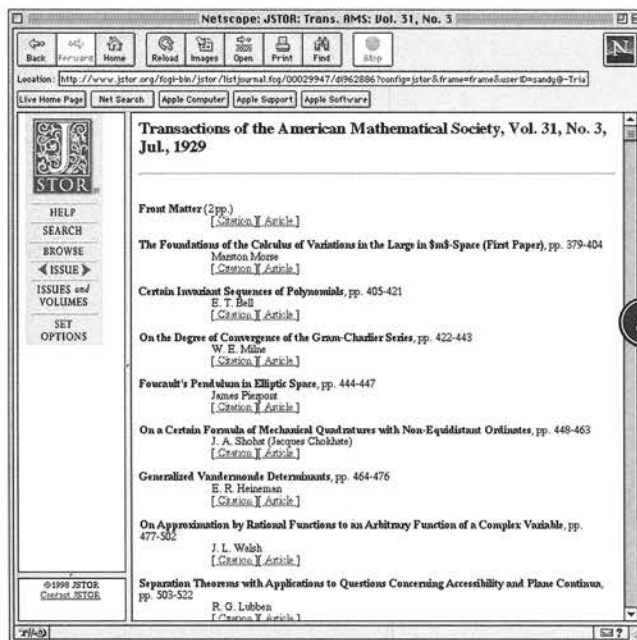 Netscape: JSTOR: Trans. AMS: Vol. 31, No. 3
Back Forward Home Reload Images Open Print Find Stop
N
Location: http://www.jstor.org/fcgi-bin/jstor/listjournal.fcg/00029947/di962886?config=jstor&frame=frame&userID=sandy@-Tria
Live Home Page Net Search Apple Computer Apple Support Apple Software
J
STOR
HELP
SEARCH
BROWSE
ISSUE
ISSUES and
VOLUMES
SET
OPTIONS
©1998 JSTOR
Contact JSTOR
Transactions of the American Mathematical Society, Vol. 31, No. 3,
Jul., 1929
Front Matter (2pp.)
[ Citation ][ Article ]
The Foundations of the Calculus of Variations in the Large in $m$-Space (First Paper), pp. 379-404
Marston Morse
[ Citation ][ Article ]
Certain Invariant Sequences of Polynomials, pp. 405-421
E. T. Bell
[ Citation ][ Article ]
On the Degree of Convergence of the Gram-Charlier Series, pp. 422-443
W. E. Milne
[ Citation ][ Article ]
Foucault's Pendulum in Elliptic Space, pp. 444-447
James Pierpont
[ Citation ][ Article ]
On a Certain Formula of Mechanical Quadratures with Non-Equidistant Ordinates, pp. 448-463
J. A. Shohat (Jacques Chokhate)
[ Citation ][ Article ]
Generalized Vandermonde Determinants, pp. 464-476
E. R. Heineman
[ Citation ][ Article ]
On Approximation by Rational Functions to an Arbitrary Function of a Complex Variable, pp.
477-502
J. L. Walsh
[ Citation ][ Article ]
Separation Theorems with Applications to Questions Concerning Accessibility and Plane Continua,
pp. 503-522
R. G. Lubben
[ Citation ][ Article ]